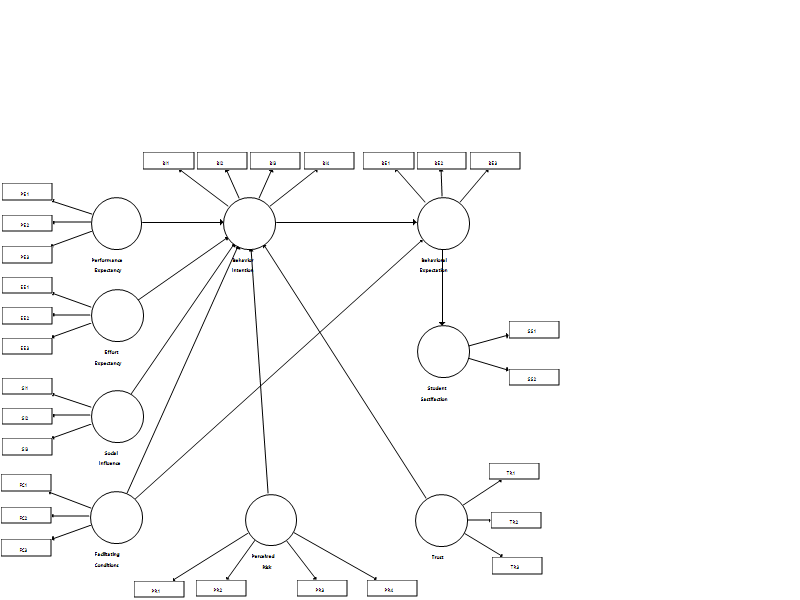 BI1
BI2
BI3
BI4
BE1
BE2
BE3
PE1
PE2
PE3
Performance
Expectancy
Behavior
Intention
Behavioral
Expectation
EE1
EE2
EE3
Effort
Expectancy
SS1
SS2
Student
Satisfaction
SI1
SI2
SI3
Social
Influence
FC1
FC2
FC3
Facilitating
Conditions
Perceived
Risk
Trust
TR1
TR2
TR3
PR1
PR2
PR3
PR4